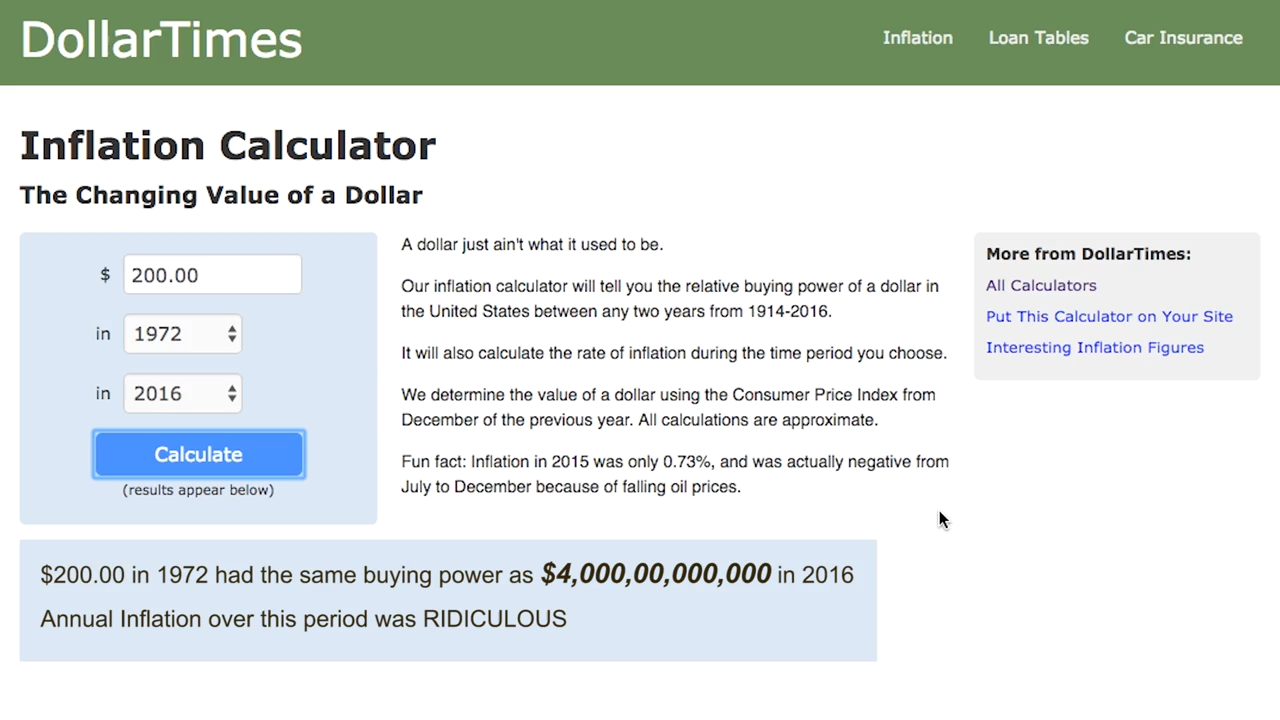 DollarTimes
Inflation Loan Tables Car Insurance
Inflation Calculator
The Changing Value of a Dollar
$ 200.00
in 1972
in 2016
Calculate
(results appear below)
A dollar just ain't what it used to be.
Our inflation calculator will tell you the relative buying power of a dollar in
the United States between any two years from 1914-2016.
It will also calculate the rate of inflation during the time period you choose.
We determine the value of a dollar using the Consumer Price Index from
December of the previous year. All calculations are approximate.
Fun fact: Inflation in 2015 was only 0.73%, and was actually negative from
July to December because of falling oil prices.
More from DollarTimes:
All Calculators
Put This Calculator on Your Site
Interesting Inflation Figures
$200.00 in 1972 had the same buying power as $4,000,00,000,000 in 2016
Annual Inflation over this period was RIDICULOUS